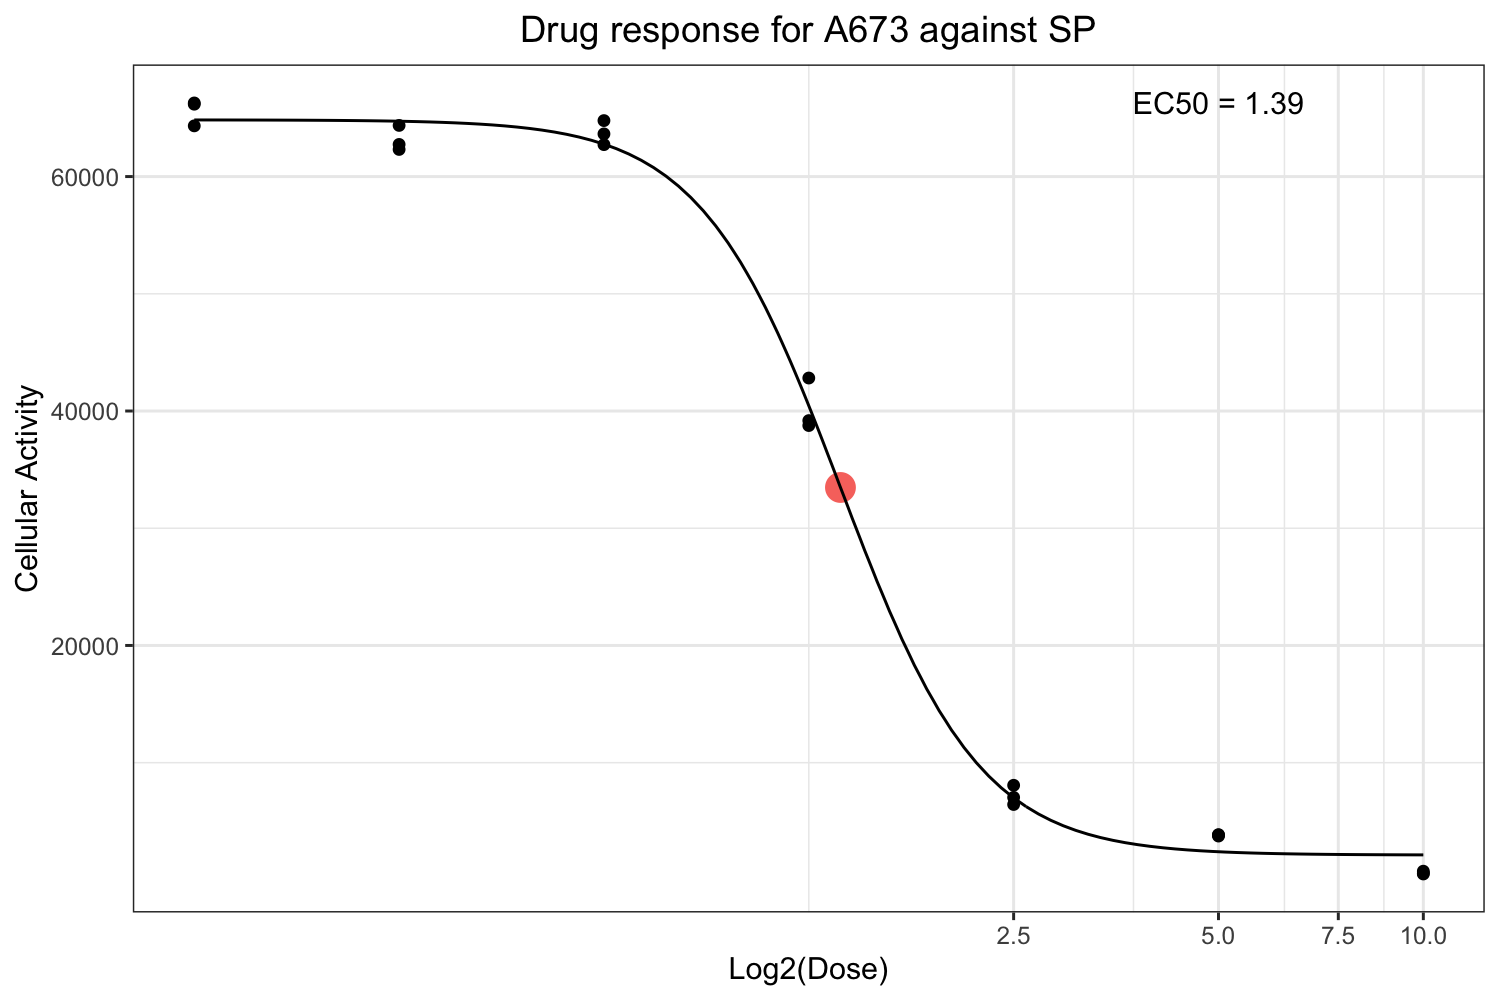 Drug response for A673 against SP
EC50 = 1.39
Cellular Activity
60000
40000
20000
2.5 5.0 7.5 10.0
Log2(Dose)